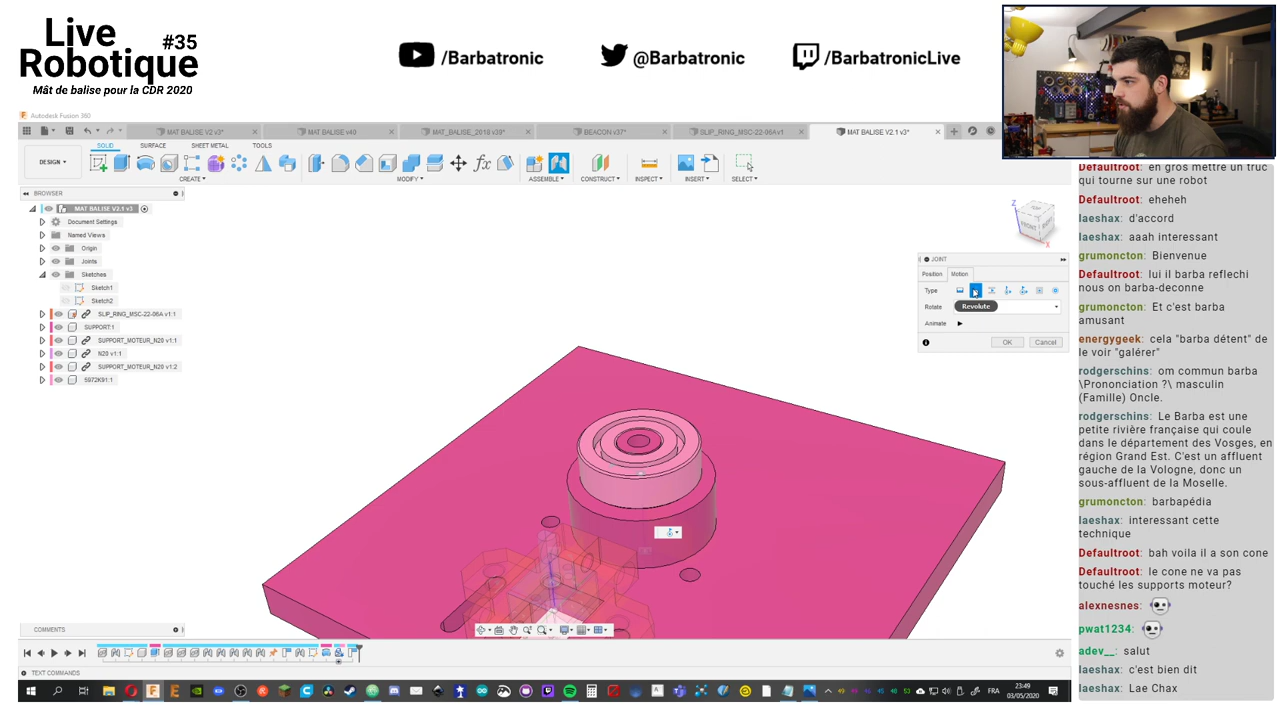 Live
Robotique #35
Mât de balise pour la CDR 2020
/Barbatronic
@Barbatronic
/BarbatronicLive
Autodesk Fusion 360
MAT BALISE V2 v3*
MAT BALISE v40
MAT_BALISE_2019 v39*
BEACON v37*
SLIP_RING_MSC-22-06A v1
MAT BALISE V2.1 v3*
SOLID
SURFACE
SHEET METAL
TOOLS
DESIGN
CREATE
MODIFY
fx
ASSEMBLE
CONSTRUCT
INSPECT
INSERT
SELECT
BROWSER
MAT BALISE V2.1 v3
Document Settings
Named Views
Origin
Joints
Sketches
Sketch1
Sketch2
SLIP_RING_MSC-22-06A v1:1
SUPPORT:1
SUPPORT_MOTEUR_N20 v1:1
N20 v1:1
SUPPORT_MOTEUR_N20 v1:2
5972K91:1
Z
FRONT
X
JOINT
Position
Motion
Type
Rotate
Revolute
Animate
OK
Cancel
COMMENTS
TEXT COMMANDS
FRA
23:49
03/05/2020
Defaultroot: en gros mettre un truc
qui tourne sur une robot
Defaultroot: eheheh
laeshax: d'accord
laeshax: aaah interessant
grumoncton: Bienvenue
Defaultroot: lui il barba reflechi
nous on barba-deconne
grumoncton: Et c'est barba
amusant
energygeek: cela "barba détent" de
le voir "galérer"
rodgerschins: om commun barba
\Prononciation ?\ masculin
(Famille) Oncle.
rodgerschins: Le Barba est une
petite rivière française qui coule
dans le département des Vosges, en
région Grand Est. C'est un affluent
gauche de la Vologne, donc un
sous-affluent de la Moselle.
grumoncton: barbapédia
laeshax: interessant cette
technique
Defaultroot: bah voila il a son cone
Defaultroot: le cone ne va pas
touché les supports moteur?
alexnesnes:
pwat1234:
adev__: salut
laeshax: c'est bien dit
laeshax: Lae Chax